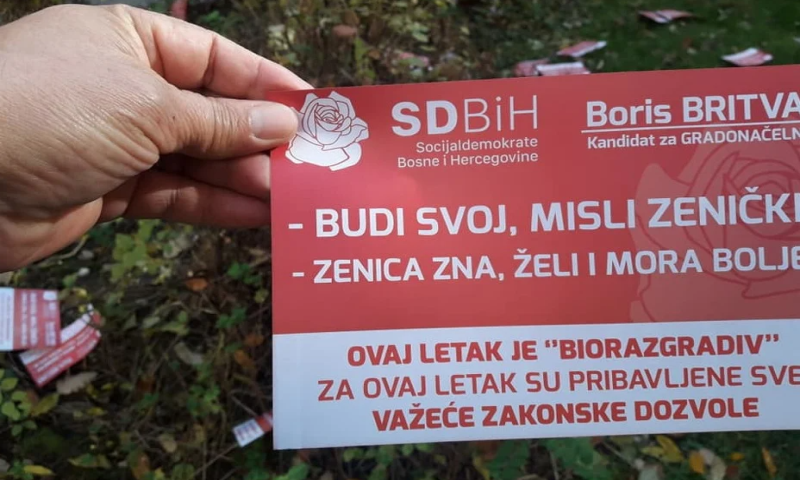 SDBiH
Socijaldemokrate
Bosne i Hercegovine
Boris BRITVA
Kandidat za GRADONAČELN
- BUDI SVOJ, MISLI ZENIČKI
- ZENICA ZNA, ŽELI I MORA BOLJE
OVAJ LETAK JE "BIORAZGRADIV"
ZA OVAJ LETAK SU PRIBAVLJENE SVE
VAŽEĆE ZAKONSKE DOZVOLE